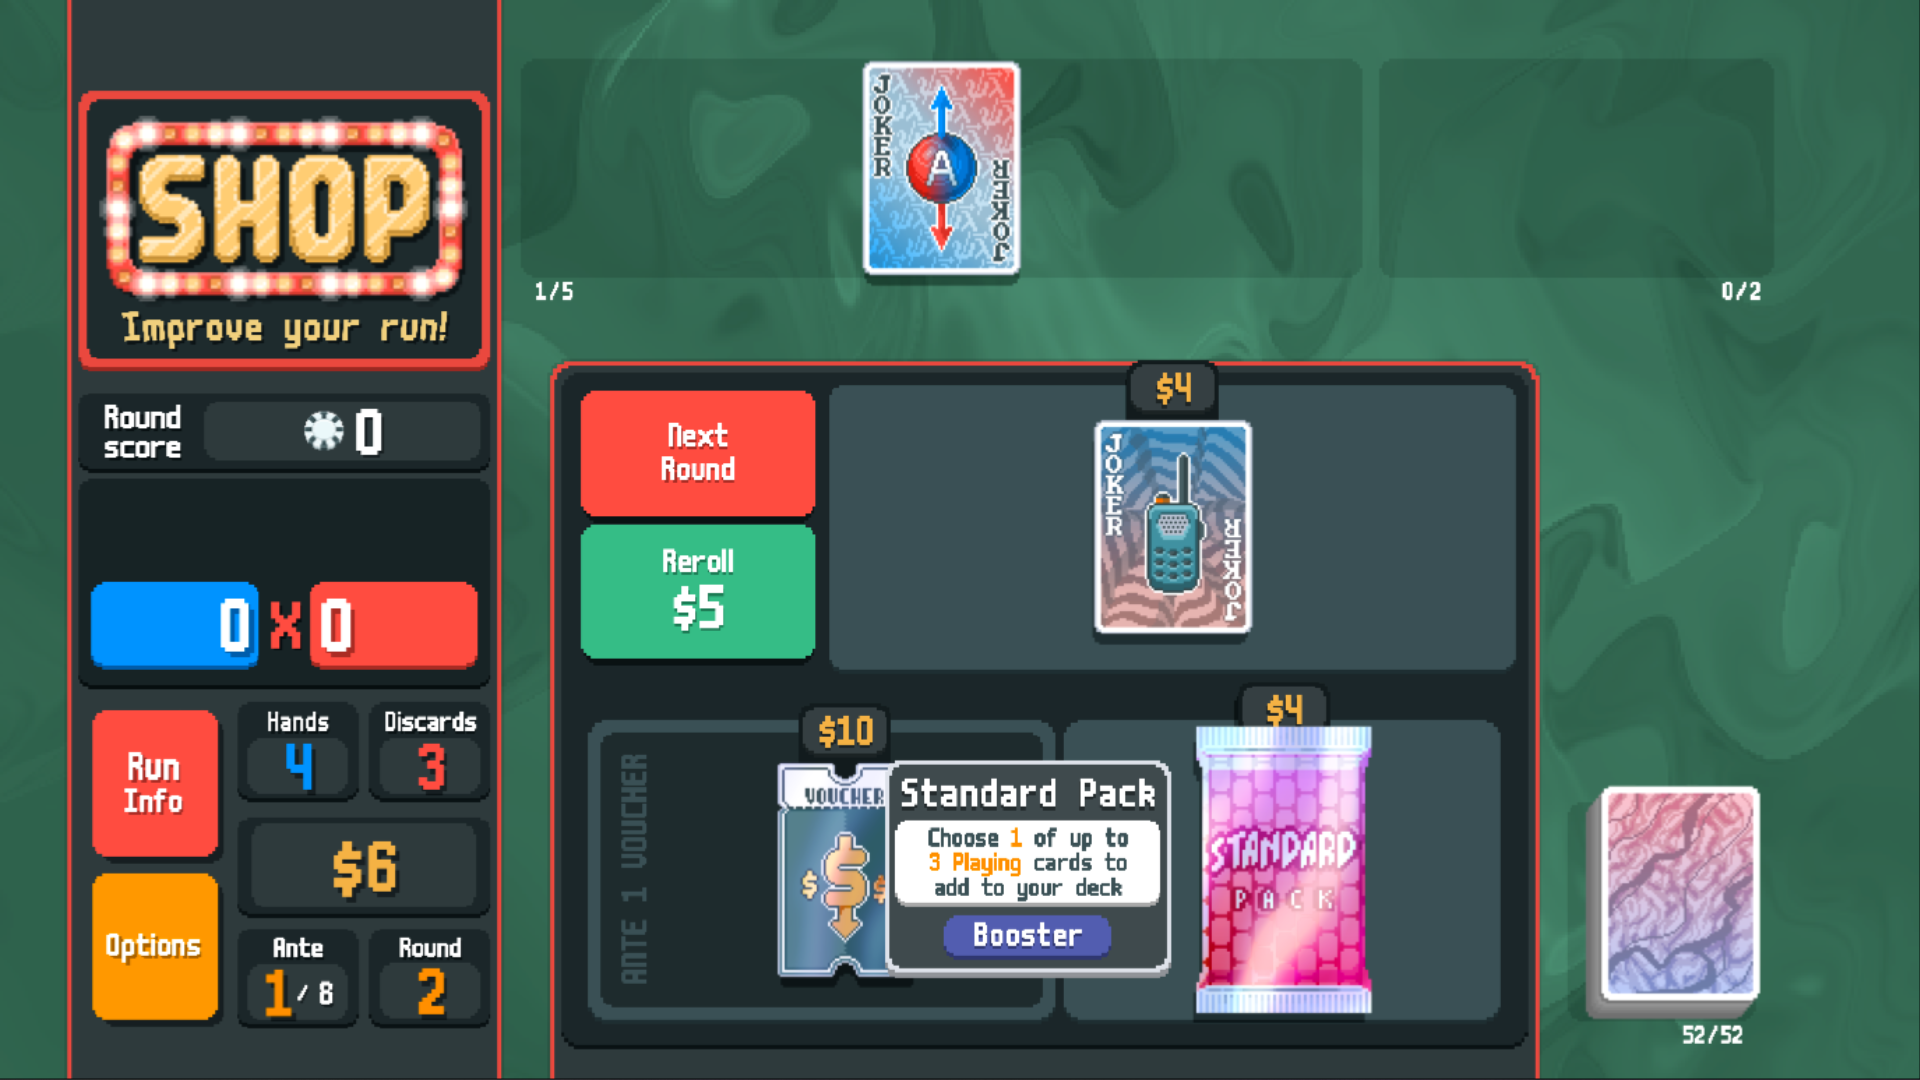 SHOP
Improve your run!
Round
score
0
0 X 0
Run
Info
Hands
4
Discards
3
$6
Options
Ante
1 / 8
Round
2
JOKER
A
JOKER
1/5
0/2
Next
Round
Reroll
$5
$4
JOKER
JOKER
ANTE 1 VOUCHER
$10
VOUCHER
$ $ $
Standard Pack
Choose 1 of up to
3 Playing cards to
add to your deck
Booster
$4
STANDARD
PACK
52/52